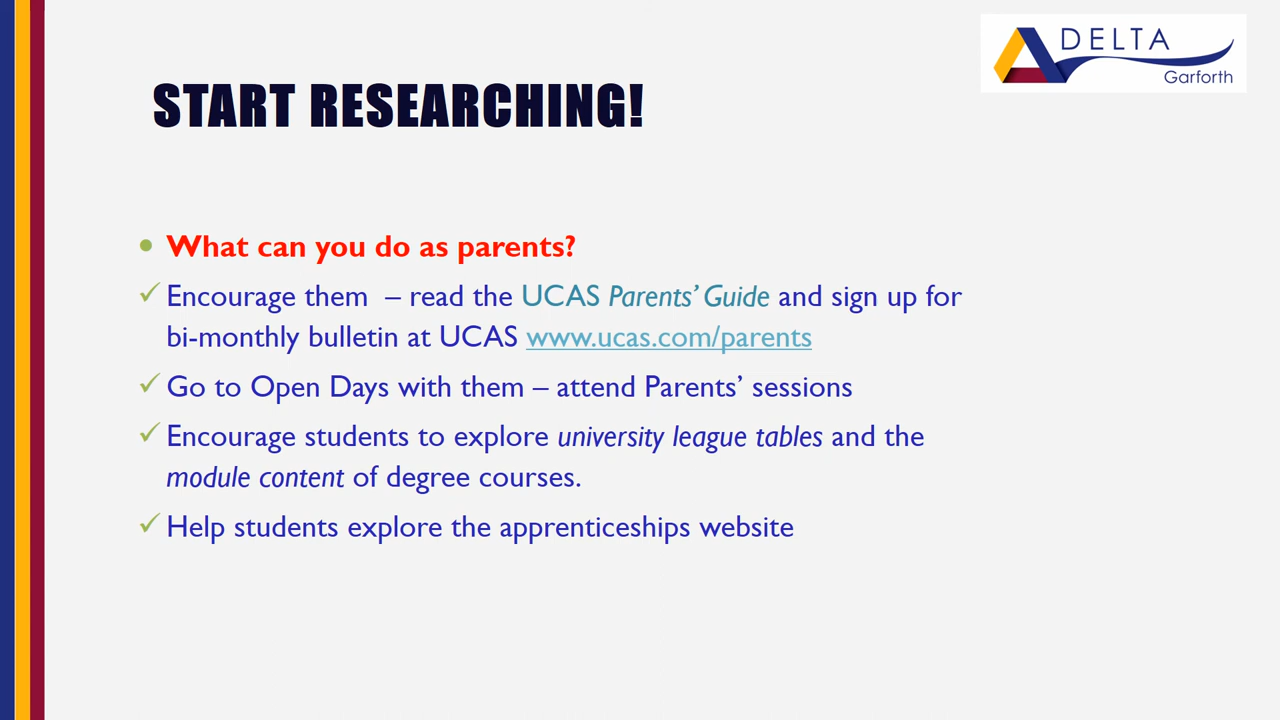 DELTA
Garforth
START RESEARCHING!
What can you do as parents?
Encourage them – read the UCAS Parents’ Guide and sign up for
bi-monthly bulletin at UCAS www.ucas.com/parents
Go to Open Days with them – attend Parents’ sessions
Encourage students to explore university league tables and the
module content of degree courses.
Help students explore the apprenticeships website